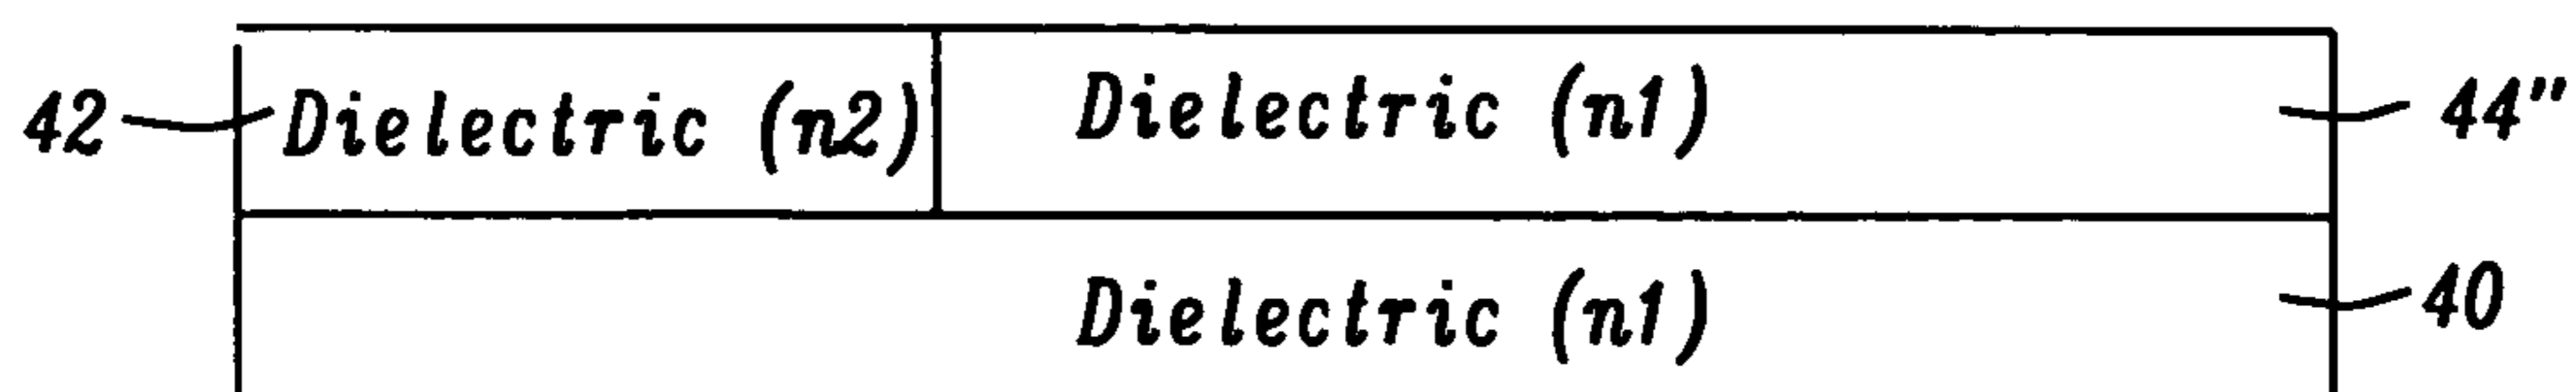 42 Dielectric (n2) Dielectric (n1) 44"
Dielectric (n1) 40